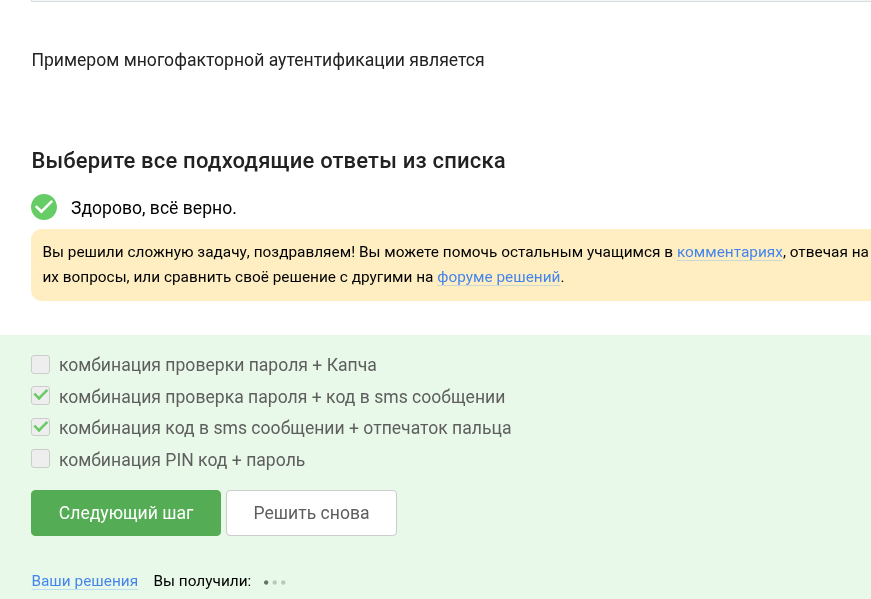 Примером многофакторной аутентификации является
Выберите все подходящие ответы из списка
Здорово, всё верно.
Вы решили сложную задачу, поздравляем! Вы можете помочь остальным учащимся в комментариях, отвечая на
их вопросы, или сравнить своё решение с другими на форуме решений.
комбинация проверки пароля + Капча
комбинация проверка пароля + код в sms сообщении
комбинация код в sms сообщении + отпечаток пальца
комбинация PIN код + пароль
Следующий шаг Решить снова
Ваши решения Вы получили: